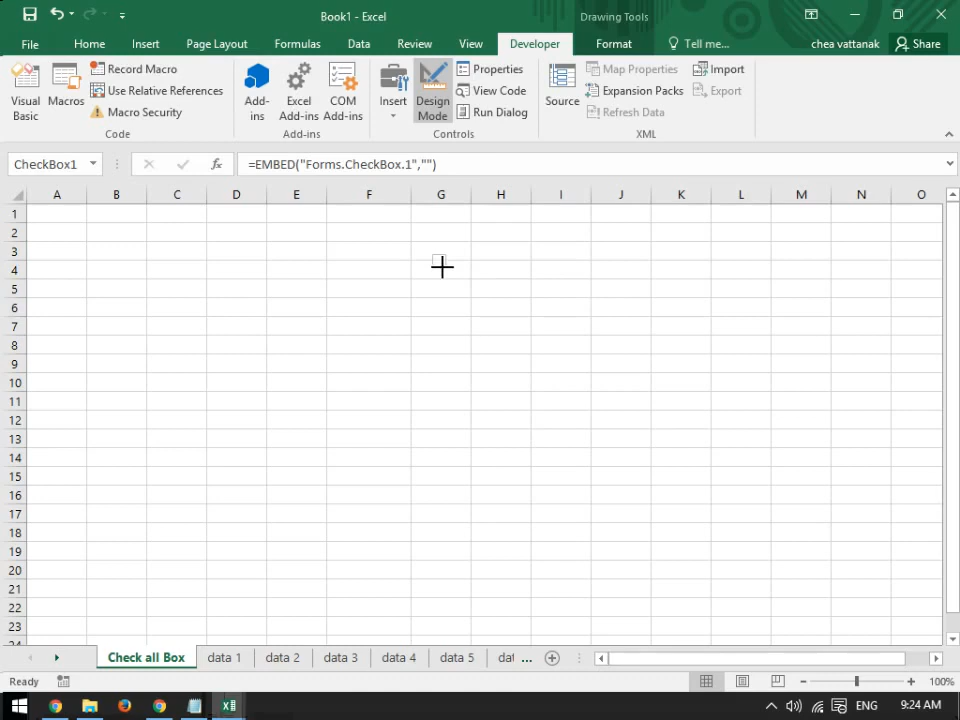 Book1 - Excel
Drawing Tools
File Home Insert Page Layout Formulas Data Review View Developer Format Tell me... chea vattanak Share
Visual Basic
Macros
Record Macro
Use Relative References
Macro Security
Code
Add-ins
Excel Add-ins
COM Add-ins
Add-ins
Insert
Design Mode
Properties
View Code
Run Dialog
Controls
Source
Map Properties
Expansion Packs
Refresh Data
Import
Export
XML
CheckBox1 fx =EMBED("Forms.CheckBox.1","")
A B C D E F G H I J K L M N O
1
2
3
4
5
6
7
8
9
10
11
12
13
14
15
16
17
18
19
20
21
22
23
24
Check all Box data 1 data 2 data 3 data 4 data 5 dat ...
Ready 100%
ENG 9:24 AM